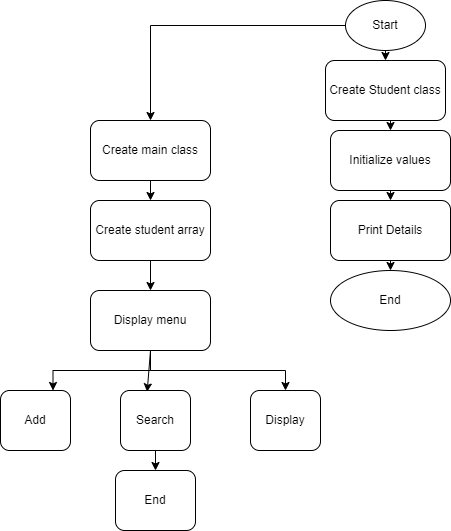 Start
Create Student class
Create main class
Initialize values
Create student array
Print Details
End
Display menu
Add
Search
Display
End